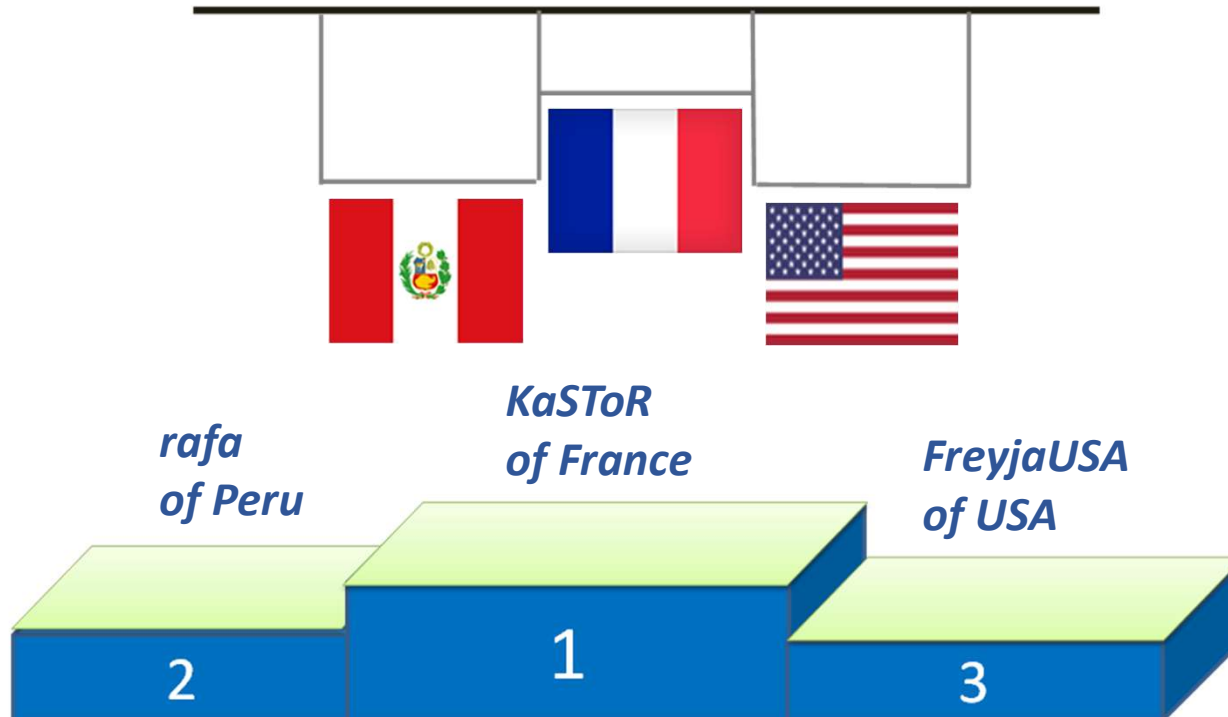 KaSToR
of France
rafa
of Peru
FreyjaUSA
of USA
2
1
3